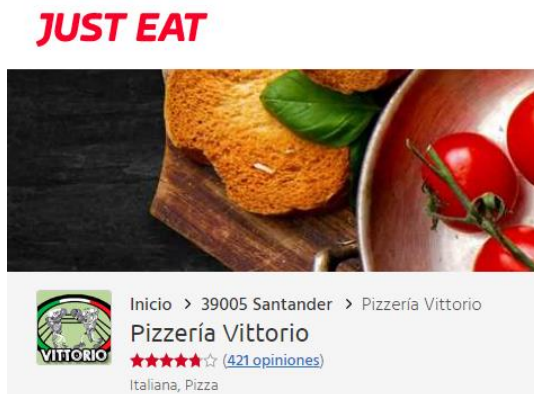 JUST EAT
Inicio > 39005 Santander > Pizzería Vittorio
VITTORIO
Pizzería Vittorio
(421 opiniones)
Italiana, Pizza